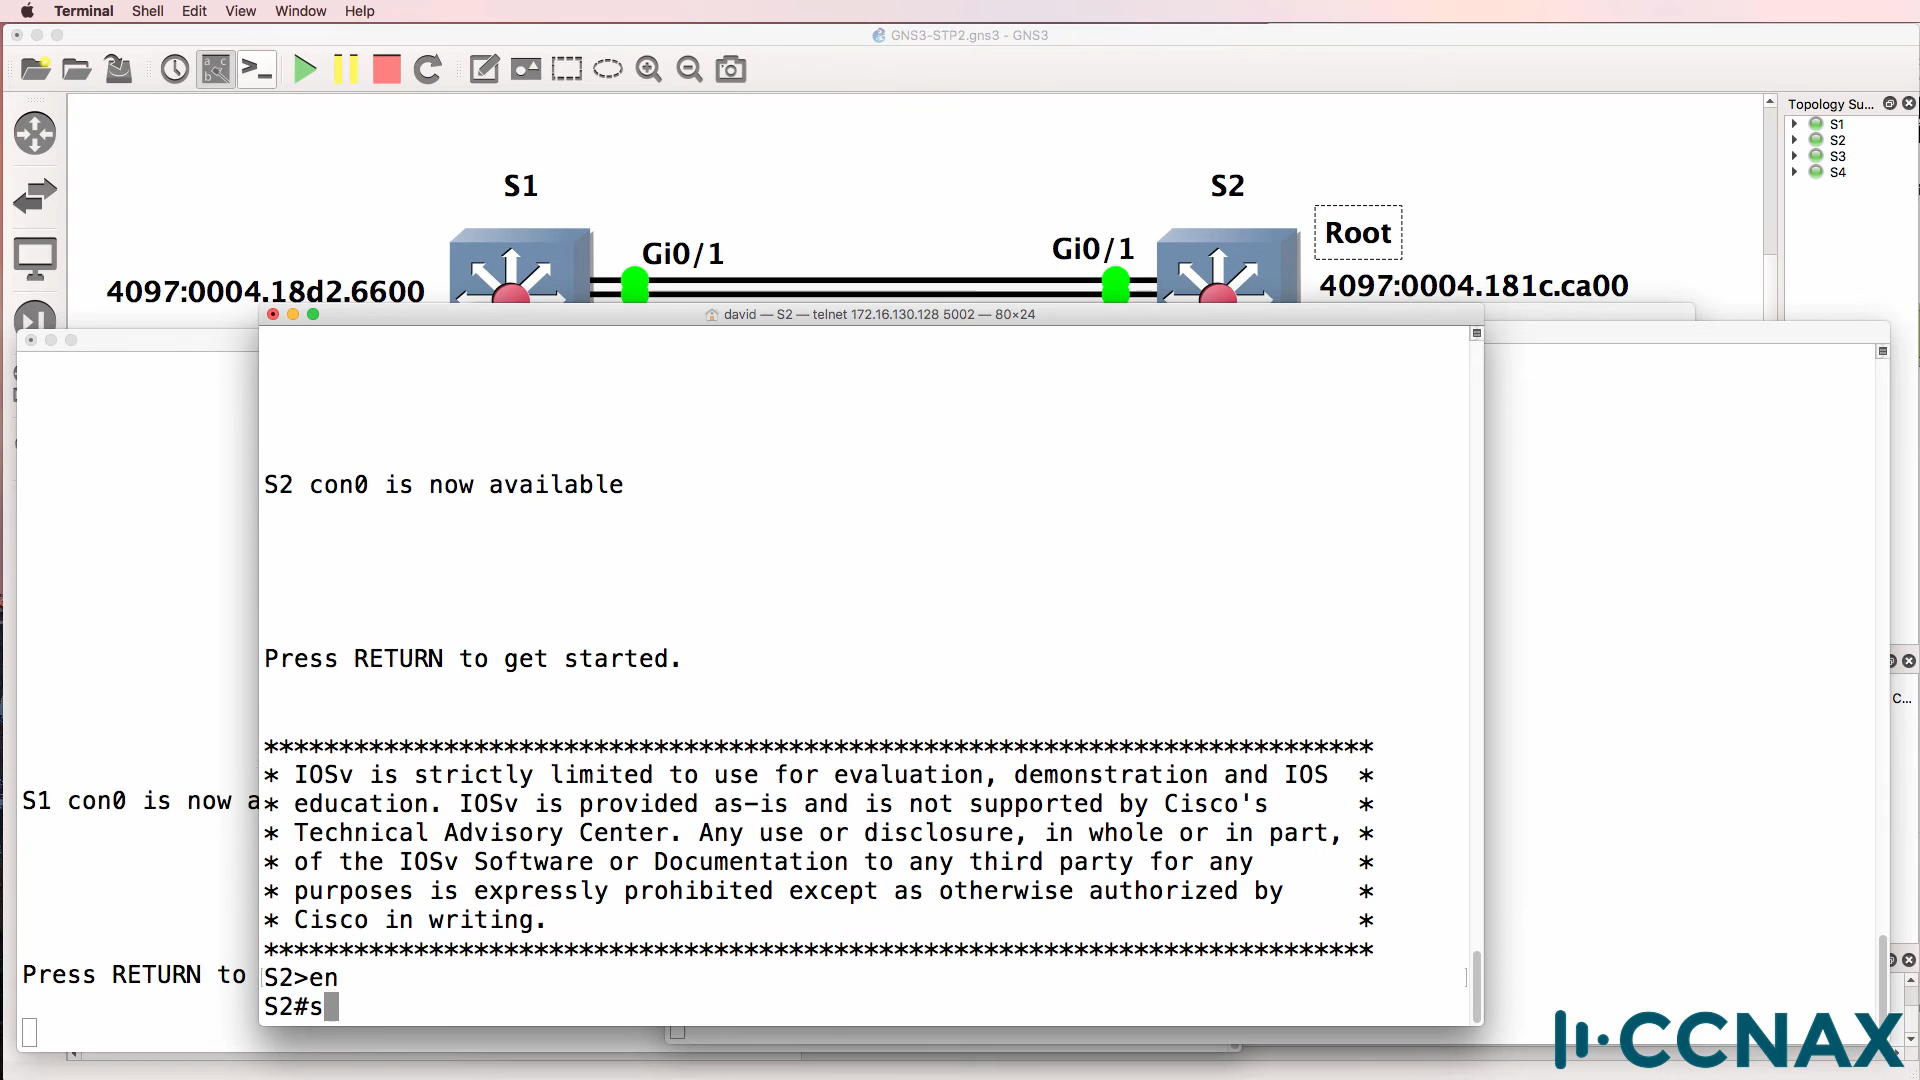 Terminal Shell Edit View Window Help
GNS3-STP2.gns3 - GNS3
Topology Su...
S1
S2
S3
S4
S1
S2
Root
Gi0/1
Gi0/1
4097:0004.18d2.6600
4097:0004.181c.ca00
david — S2 — telnet 172.16.130.128 5002 — 80×24
S2 con0 is now available
Press RETURN to get started.
**************************************************************************
* IOSv is strictly limited to use for evaluation, demonstration and IOS  *
* education. IOSv is provided as-is and is not supported by Cisco's      *
* Technical Advisory Center. Any use or disclosure, in whole or in part, *
* of the IOSv Software or Documentation to any third party for any       *
* purposes is expressly prohibited except as otherwise authorized by     *
* Cisco in writing.                                                      *
**************************************************************************
S2>en
S2#s
S1 con0 is now a
Press RETURN to
C...
CCNAX